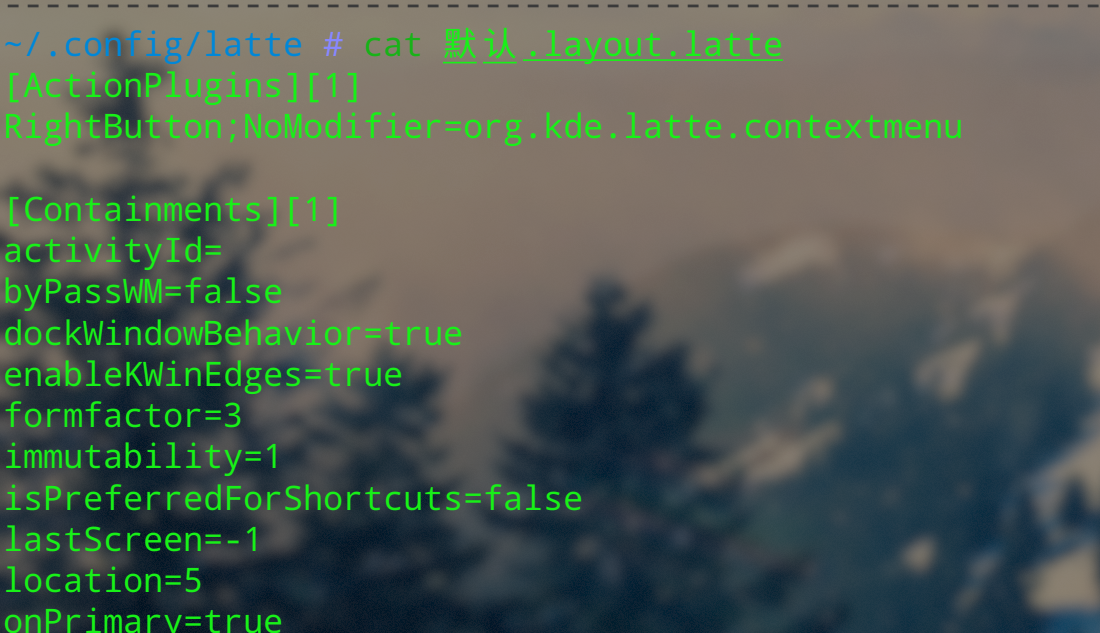 ~/.config/latte # cat 默认.layout.latte
[ActionPlugins][1]
RightButton;NoModifier=org.kde.latte.contextmenu
[Containments][1]
activityId=
byPassWM=false
dockWindowBehavior=true
enableKWinEdges=true
formfactor=3
immutability=1
isPreferredForShortcuts=false
lastScreen=-1
location=5
onPrimary=true